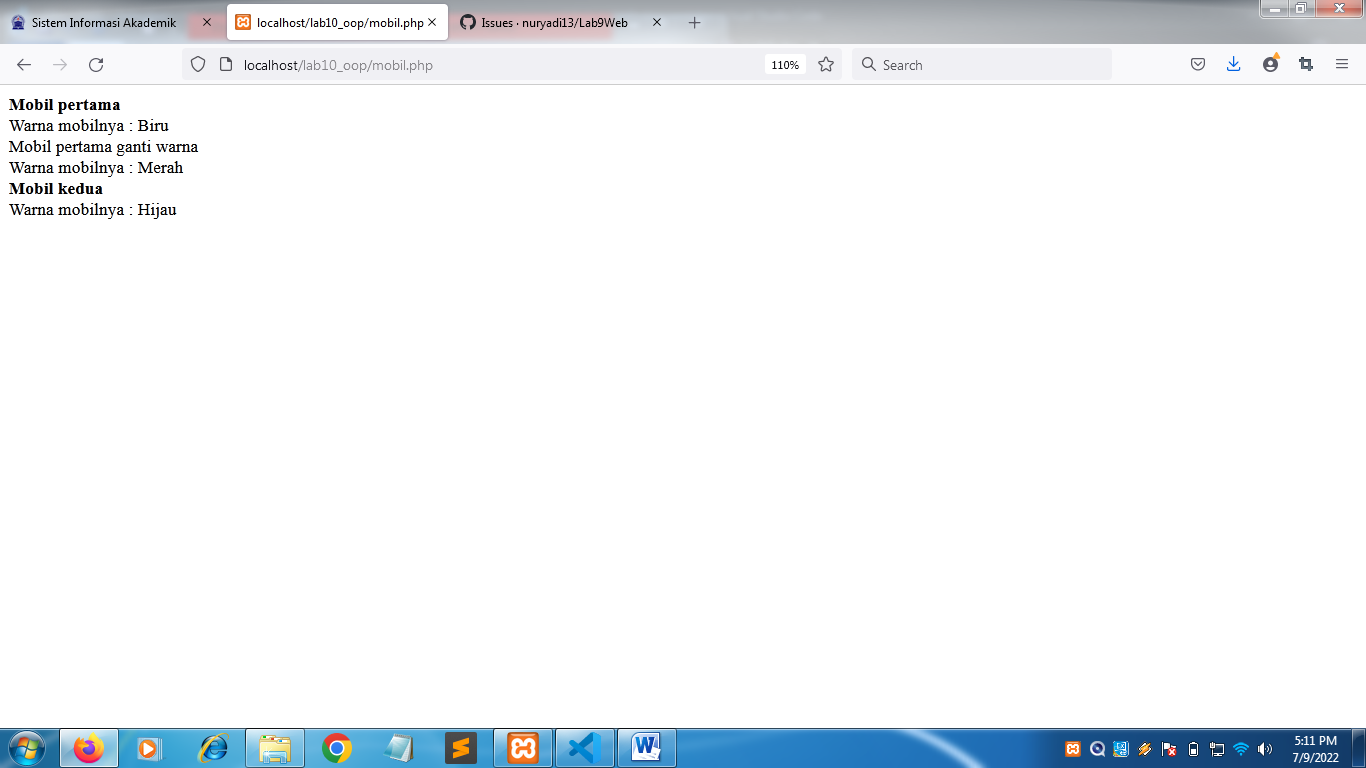 Sistem Informasi Akademik
localhost/lab10_oop/mobil.php
Issues · nuryadi13/Lab9Web
localhost/lab10_oop/mobil.php
110%
Search
Mobil pertama
Warna mobilnya : Biru
Mobil pertama ganti warna
Warna mobilnya : Merah
Mobil kedua
Warna mobilnya : Hijau
5:11 PM
7/9/2022